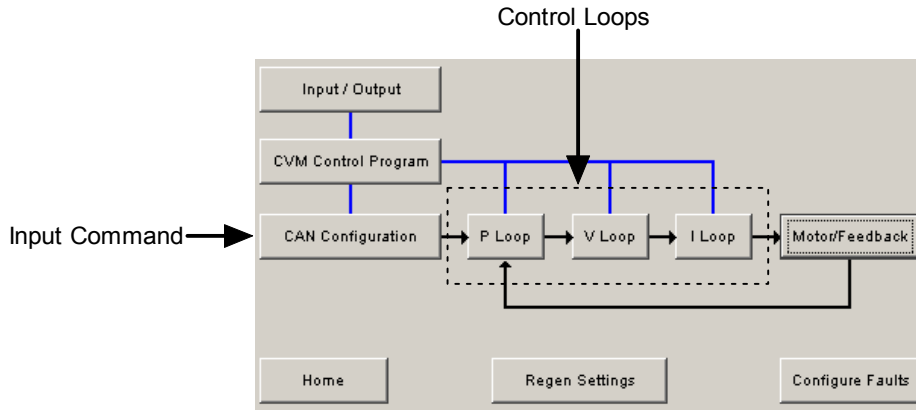 Control Loops
Input / Output
CVM Control Program
Input Command
CAN Configuration
P Loop
V Loop
I Loop
Motor/Feedback
Home
Regen Settings
Configure Faults